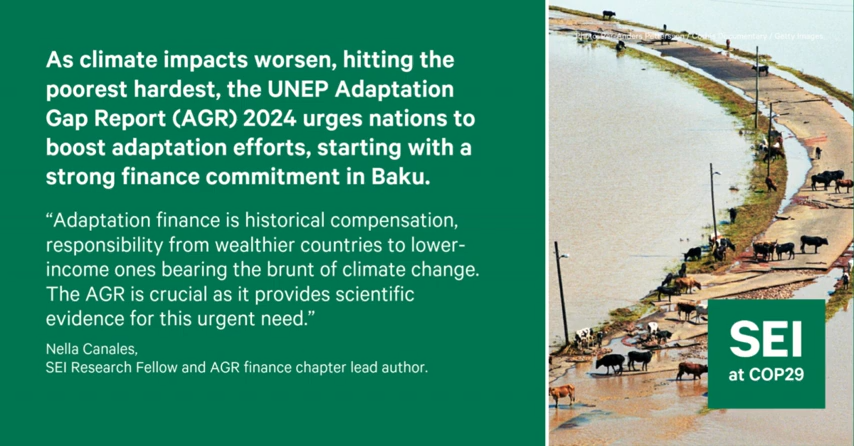 As climate impacts worsen, hitting the
poorest hardest, the UNEP Adaptation
Gap Report (AGR) 2024 urges nations to
boost adaptation efforts, starting with a
strong finance commitment in Baku.
“Adaptation finance is historical compensation,
responsibility from wealthier countries to lower-
income ones bearing the brunt of climate change.
The AGR is crucial as it provides scientific
evidence for this urgent need.”
Nella Canales,
SEI Research Fellow and AGR finance chapter lead author.
/ Getty Images.
SEI
at COP29